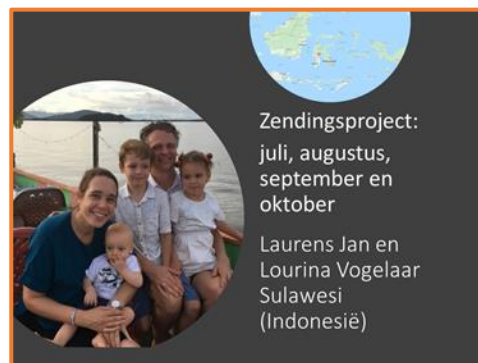 Zendingsproject:
juli, augustus,
september en
oktober
Laurens Jan en
Lourina Vogelaar
Sulawesi
(Indonesië)